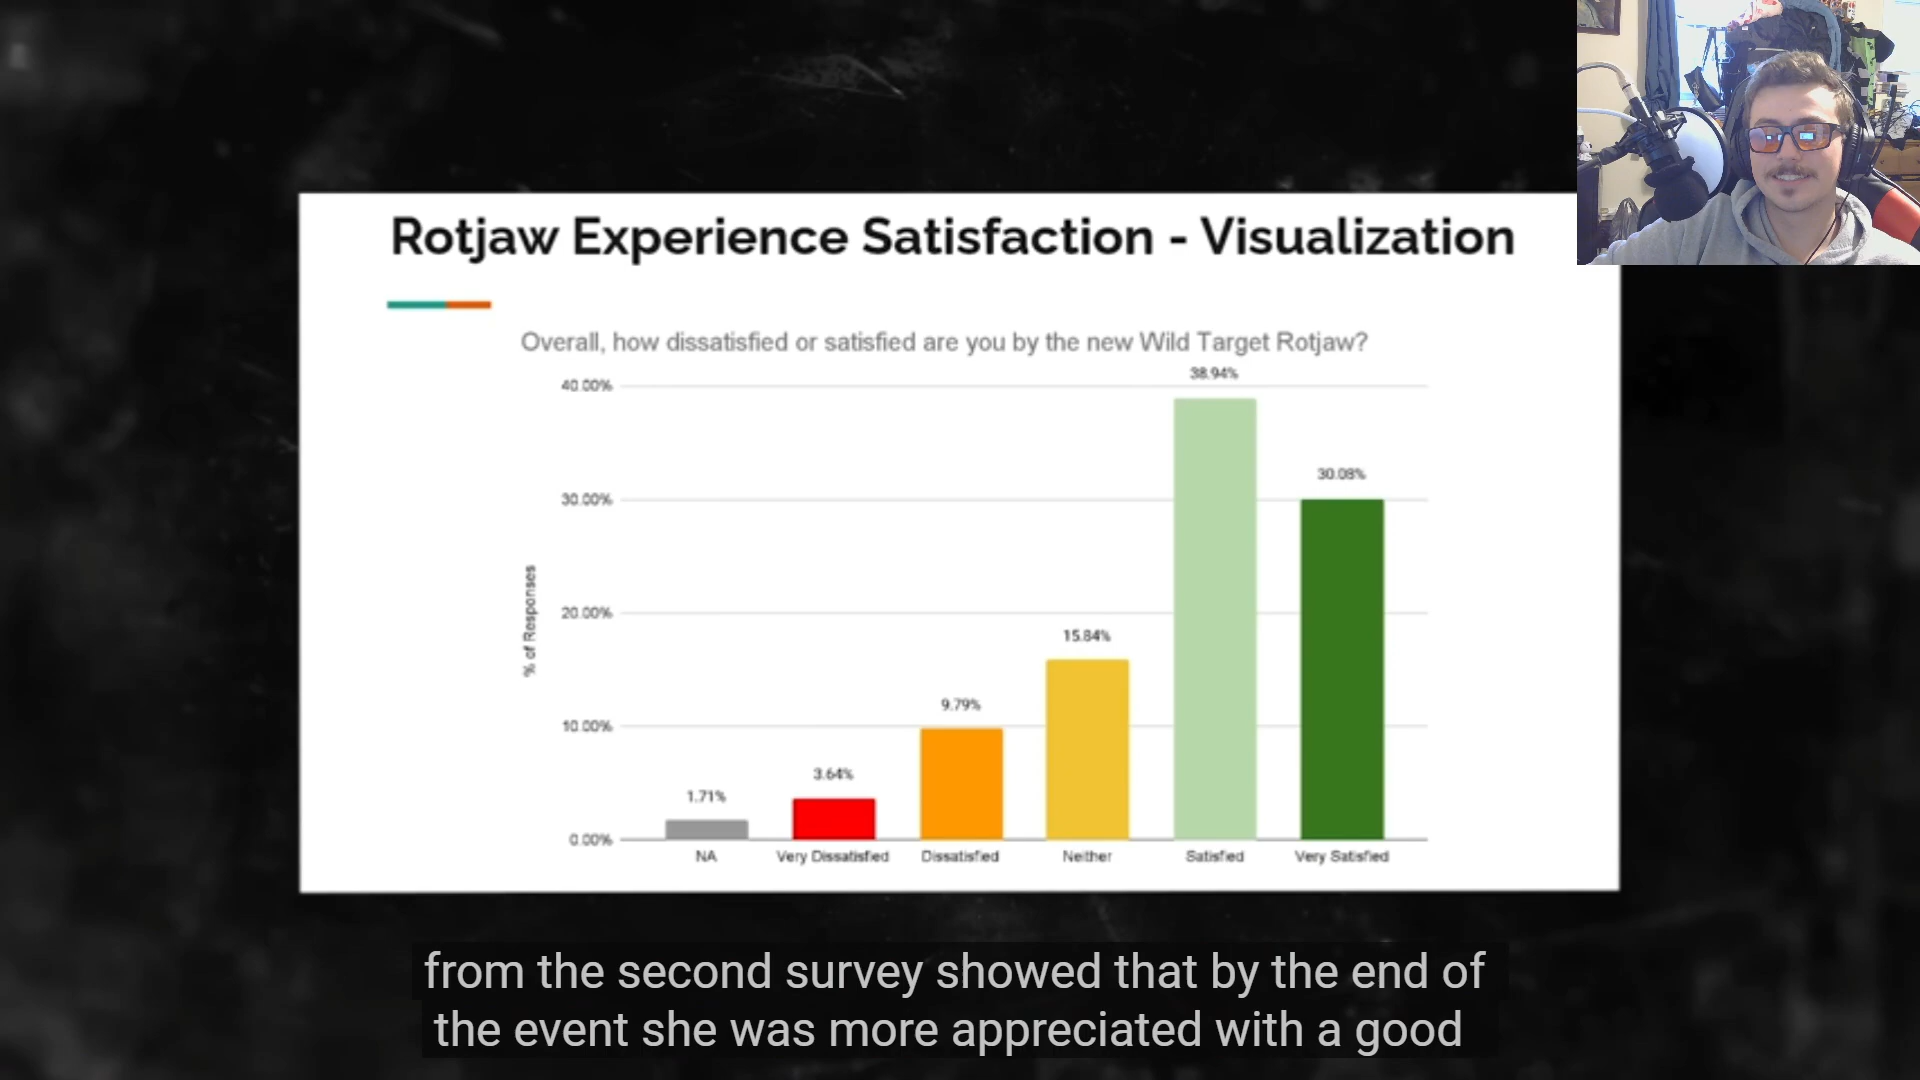 Rotjaw Experience Satisfaction - Visualization
Overall, how dissatisfied or satisfied are you by the new Wild Target Rotjaw?
% of Responses
40.00%
30.00%
20.00%
10.00%
0.00%
1.71%
3.64%
9.79%
15.84%
38.94%
30.08%
NA
Very Dissatisfied
Dissatisfied
Neither
Satisfied
Very Satisfied
from the second survey showed that by the end of
the event she was more appreciated with a good